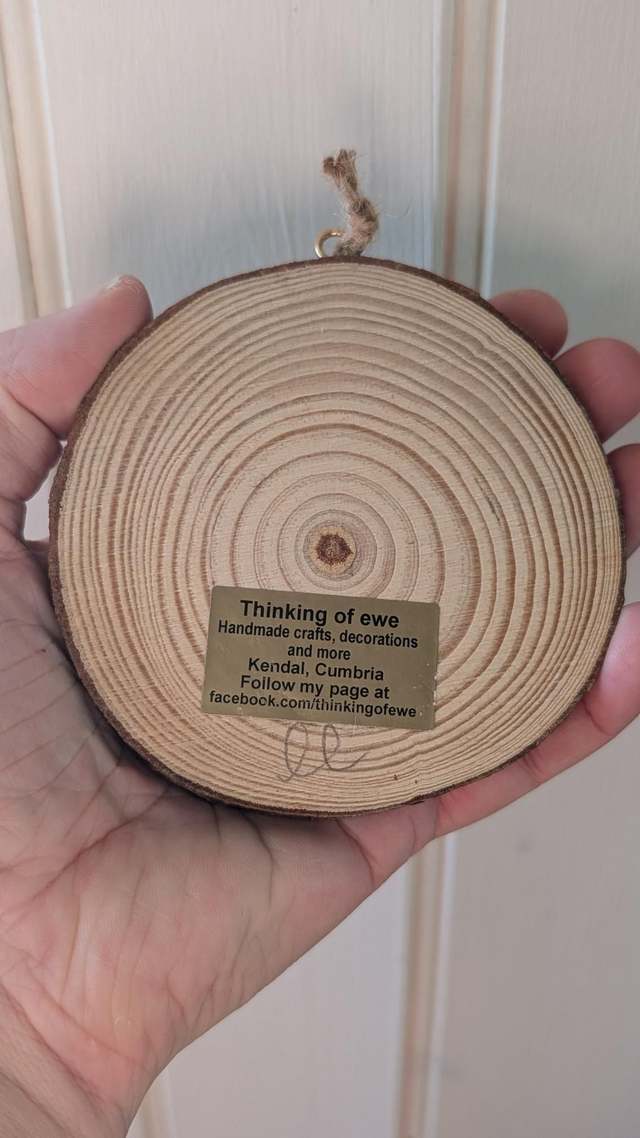 Thinking of ewe
Handmade crafts, decorations
and more
Kendal, Cumbria
Follow my page at
facebook.com/thinkingofewe